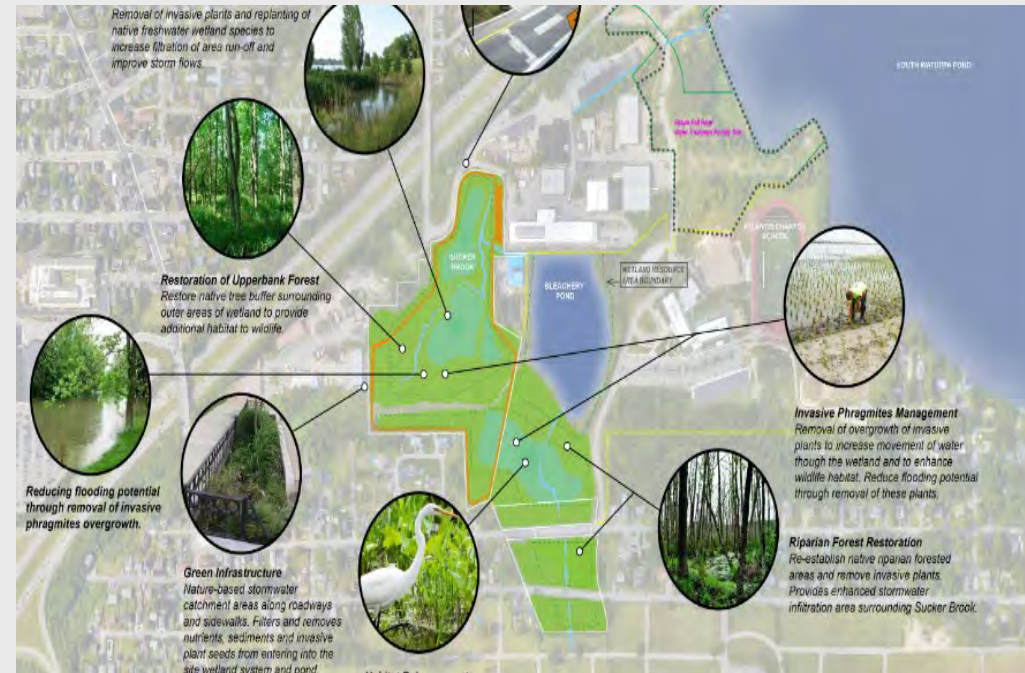 Removal of invasive plants and replanting of
native freshwater wetland species to
increase filtration of area run-off and
improve storm flows.
SOUTH WATUPPA POND
SUCKER
BROOK
BLEACHERY
POND
WETLAND RESOURCE
AREA BOUNDARY
SCHOOL
Restoration of Upperbank Forest
Restore native tree buffer surrounding
outer areas of wetland to provide
additional habitat to wildlife.
Reducing flooding potential
through removal of invasive
phragmites overgrowth.
Green Infrastructure
Nature-based stormwater
catchment areas along roadways
and sidewalks. Filters and removes
nutrients, sediments and invasive
plant seeds from entering into the
site wetland system and pond
Invasive Phragmites Management
Removal of overgrowth of invasive
plants to increase movement of water
though the wetland and to enhance
wildlife habitat. Reduce flooding potential
through removal of these plants.
Riparian Forest Restoration
Re-establish native riparian forested
areas and remove invasive plants.
Provides enhanced stormwater
infiltration area surrounding Sucker Brook.